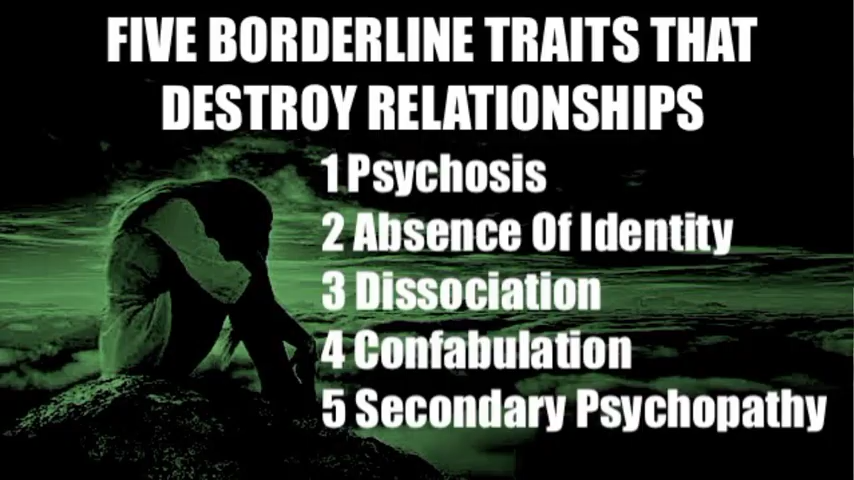 FIVE BORDERLINE TRAITS THAT
DESTROY RELATIONSHIPS
1 Psychosis
2 Absence Of Identity
3 Dissociation
4 Confabulation
5 Secondary Psychopathy